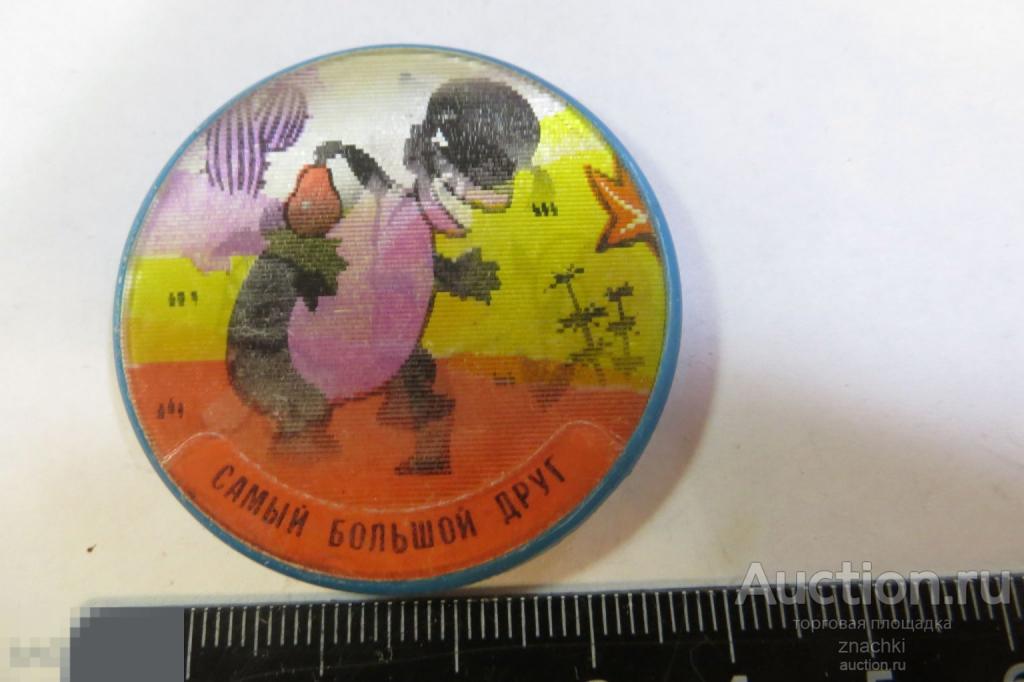 САМЫЙ БОЛЬШОЙ ДРУГ
Auction.ru
торговая площадка
znachki
auction.ru